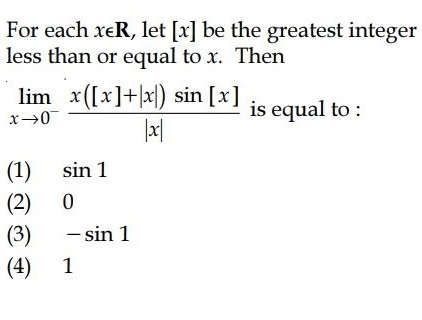 For each xϵR, let [x] be the greatest integer
less than or equal to x. Then
lim x→0⁻ x([x]+|x|) sin [x] / |x| is equal to :
(1) sin 1
(2) 0
(3) − sin 1
(4) 1